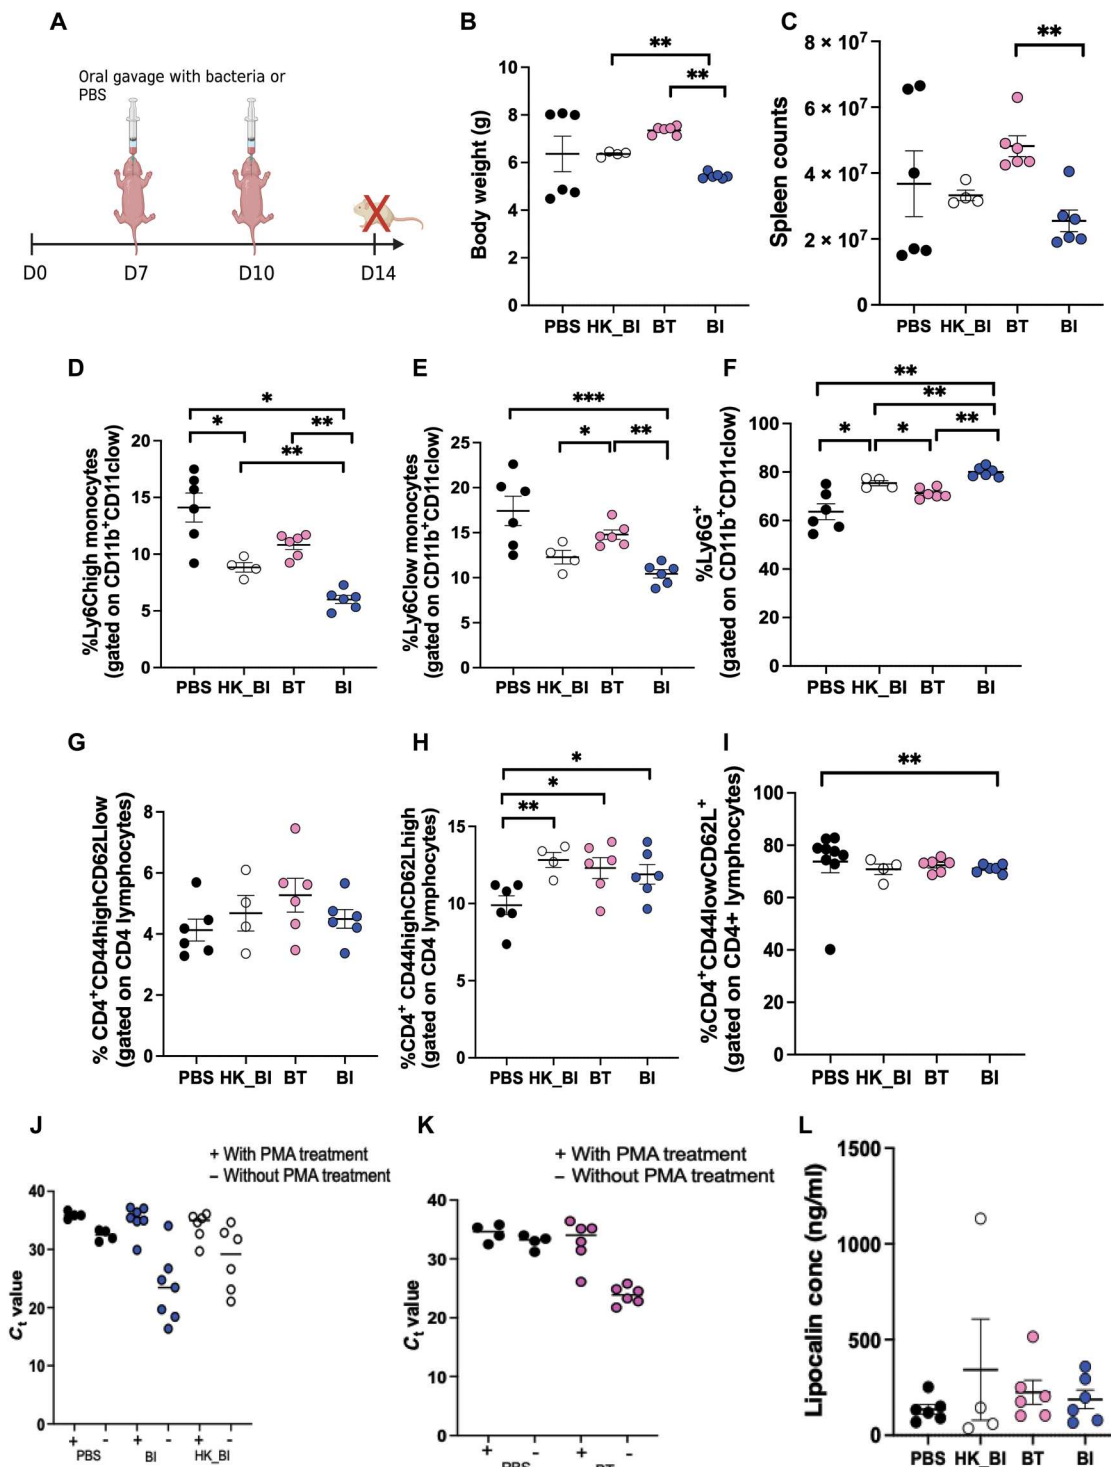 A
Oral gavage with bacteria or
PBS
D0 D7 D10 D14
B
Body weight (g)
10
8
6
4
2
0
** **
PBS HK_BI BT BI
C
Spleen counts
8 × 10⁷
6 × 10⁷
4 × 10⁷
2 × 10⁷
0
**
PBS HK_BI BT BI
D
%Ly6Chigh monocytes
(gated on CD11b⁺CD11clow)
20
15
10
5
0
*
* **
**
PBS HK_BI BT BI
E
%Ly6Clow monocytes
(gated on CD11b⁺CD11clow)
25
20
15
10
5
0
***
* **
PBS HK_BI BT BI
F
%Ly6G⁺
(gated on CD11b⁺CD11clow)
100
80
60
40
20
0
**
**
* * **
PBS HK_BI BT BI
G
% CD4⁺CD44highCD62Llow
(gated on CD4 lymphocytes)
8
6
4
2
0
PBS HK_BI BT BI
H
%CD4⁺ CD44highCD62Lhigh
(gated on CD4 lymphocytes)
15
10
5
0
*
*
**
PBS HK_BI BT BI
I
%CD4⁺CD44lowCD62L⁺
(gated on CD4+ lymphocytes)
100
80
60
40
20
0
**
PBS HK_BI BT BI
J
+ With PMA treatment
− Without PMA treatment
Cₜ value
40
30
20
10
0
+ - + - + -
PBS BI HK_BI
K
+ With PMA treatment
− Without PMA treatment
Cₜ value
40
30
20
10
0
+ - + -
PBS BT
L
Lipocalin conc (ng/ml)
1500
1000
500
0
PBS HK_BI BT BI